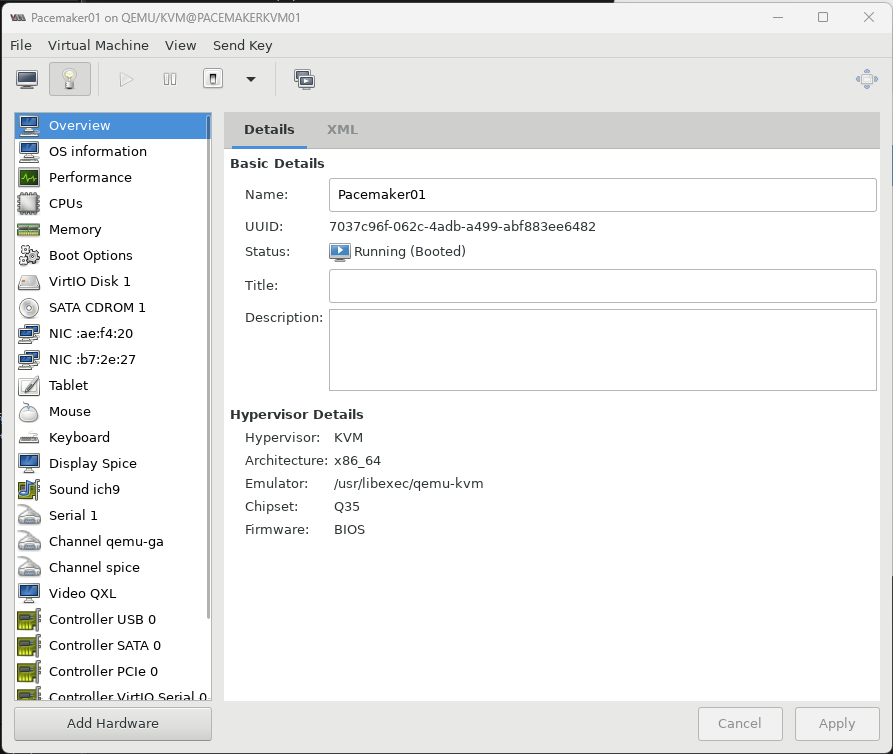 Pacemaker01 on QEMU/KVM@PACEMAKERKVM01
File Virtual Machine View Send Key
Overview
OS information
Performance
CPUs
Memory
Boot Options
VirtIO Disk 1
SATA CDROM 1
NIC :ae:f4:20
NIC :b7:2e:27
Tablet
Mouse
Keyboard
Display Spice
Sound ich9
Serial 1
Channel qemu-ga
Channel spice
Video QXL
Controller USB 0
Controller SATA 0
Controller PCIe 0
Controller VirtIO Serial 0
Add Hardware
Details XML
Basic Details
Name: Pacemaker01
UUID: 7037c96f-062c-4adb-a499-abf883ee6482
Status: Running (Booted)
Title:
Description:
Hypervisor Details
Hypervisor: KVM
Architecture: x86_64
Emulator: /usr/libexec/qemu-kvm
Chipset: Q35
Firmware: BIOS
Cancel Apply